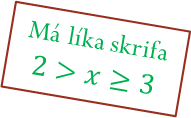 Má líka skrifa
2 > x ≥ 3